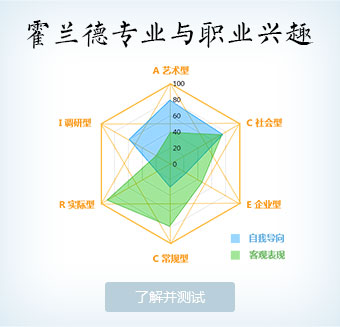 霍兰德专业与职业兴趣
A 艺术型
100
80
60
40
20
0
I 调研型
C 社会型
R 实际型
E 企业型
C 常规型
自我导向
客观表现
了解并测试